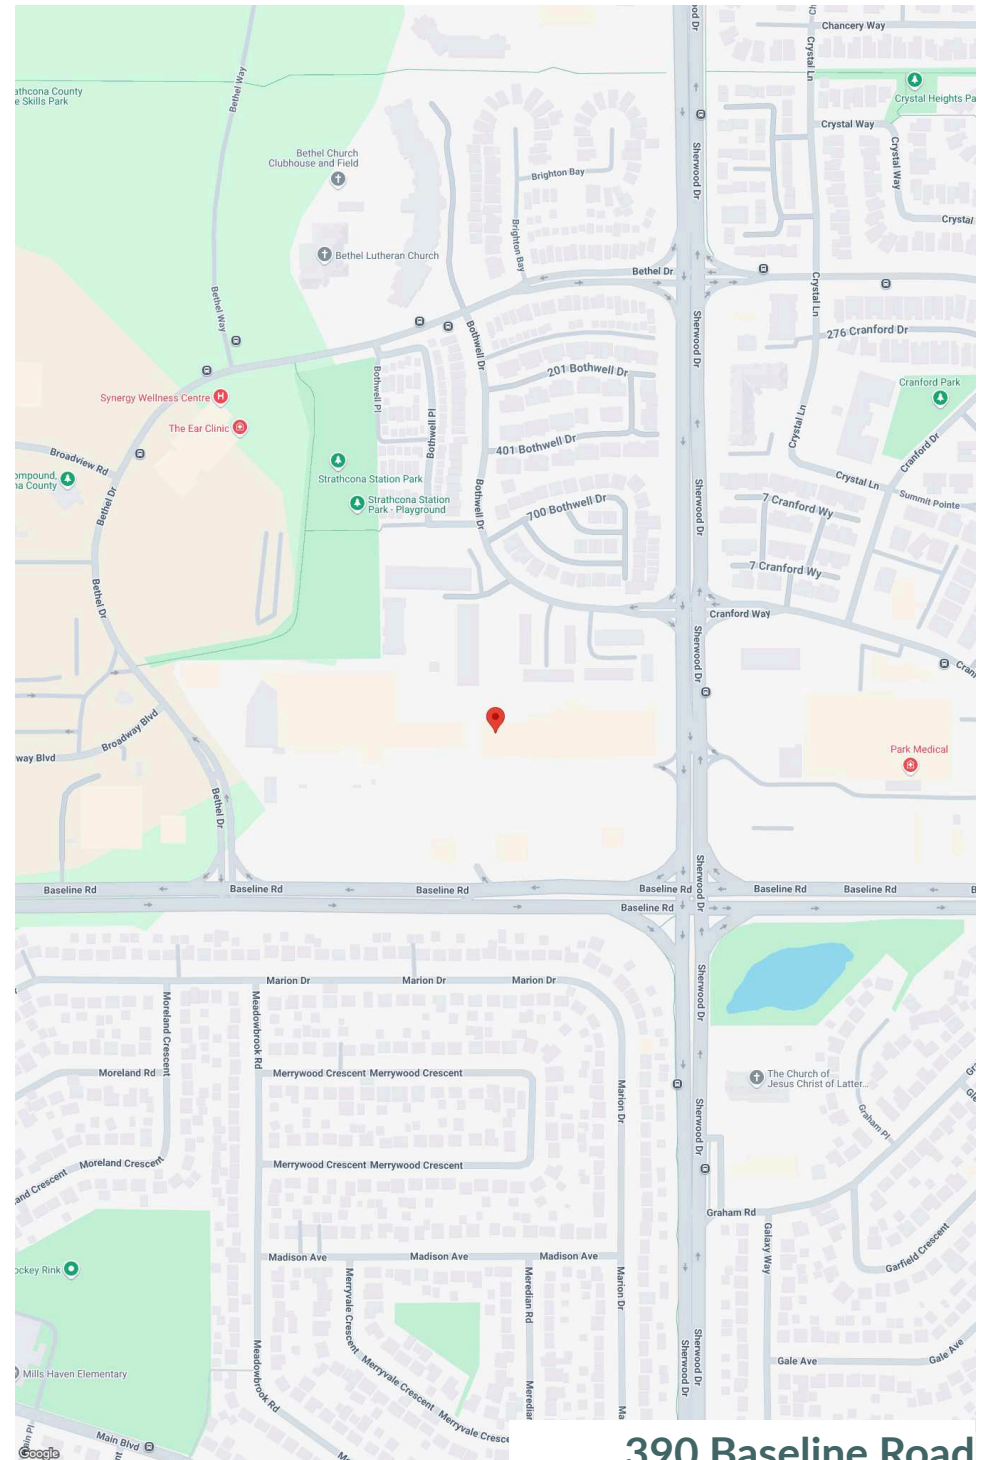 Chancery Way
Crystal Ln
od Dr
athcona County
e Skills Park
Bethel Way
Crystal Heights Pa
Crystal Way
Crystal Way
Bethel Church
Clubhouse and Field
Sherwood Dr
Brighton Bay
Brighton Bay
Crystal
Bethel Lutheran Church
Bethel Dr
Bethel Way
Crystal Ln
276 Cranford Dr
Sherwood Dr
Bothwell Dr
201 Bothwell Dr
Bothwell Pl
Bothwell Pl
Cranford Park
Synergy Wellness Centre
The Ear Clinic
Crystal Ln
Cranford Dr
401 Bothwell Dr
Broadview Rd
Strathcona Station Park
Crystal Ln
ompound,
na County
Summit Pointe
Strathcona Station
Park - Playground
Bethel Dr
Bothwell Dr
700 Bothwell Dr
Sherwood Dr
7 Cranford Wy
7 Cranford Wy
Bethel Dr
Cranford Way
Sherwood Dr
Cran
Broadway Blvd
way Blvd
Park Medical
Bethel Dr
Sherwood Dr
Baseline Rd
Baseline Rd
Baseline Rd
Baseline Rd
Baseline Rd
Baseline Rd
B
Baseline Rd
Marion Dr
Marion Dr
Marion Dr
Sherwood Dr
Moreland Crescent
Meadowbrook Rd
Moreland Rd
Merrywood Crescent Merrywood Crescent
The Church of
Jesus Christ of Latter...
Marion Dr
Sherwood Dr
Graham Pl
Gr
Gle
Moreland Crescent
Merrywood Crescent Merrywood Crescent
and Crescent
Graham Rd
Galaxy Way
Garfield Crescent
Madison Ave
Madison Ave
Madison Ave
ockey Rink
Merryvale Crescent
Meredian Rd
Marion Dr
Sherwood Dr
Sherwood Dr
Mills Haven Elementary
Meadowbrook Rd
Merryvale Crescent
Gale Ave
Gale Ave
Meredian
Ma
Merryvale Cresce
Main Blvd
Google
390 Baseline Road